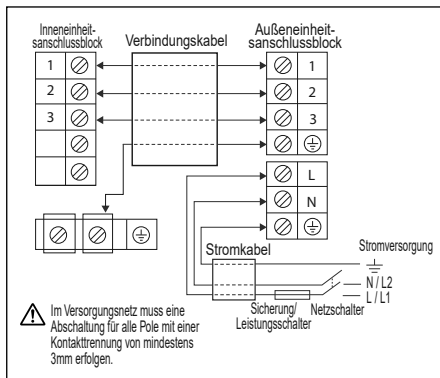 Inneneinheit-
sanschlussblock
Verbindungskabel
Außeneinheit-
sanschlussblock
1
2
3
1
2
3
L
N
Stromkabel
Stromversorgung
N / L2
L / L1
Sicherung/
Leistungsschalter
Netzschalter
Im Versorgungsnetz muss eine
Abschaltung für alle Pole mit einer
Kontakttrennung von mindestens
3mm erfolgen.